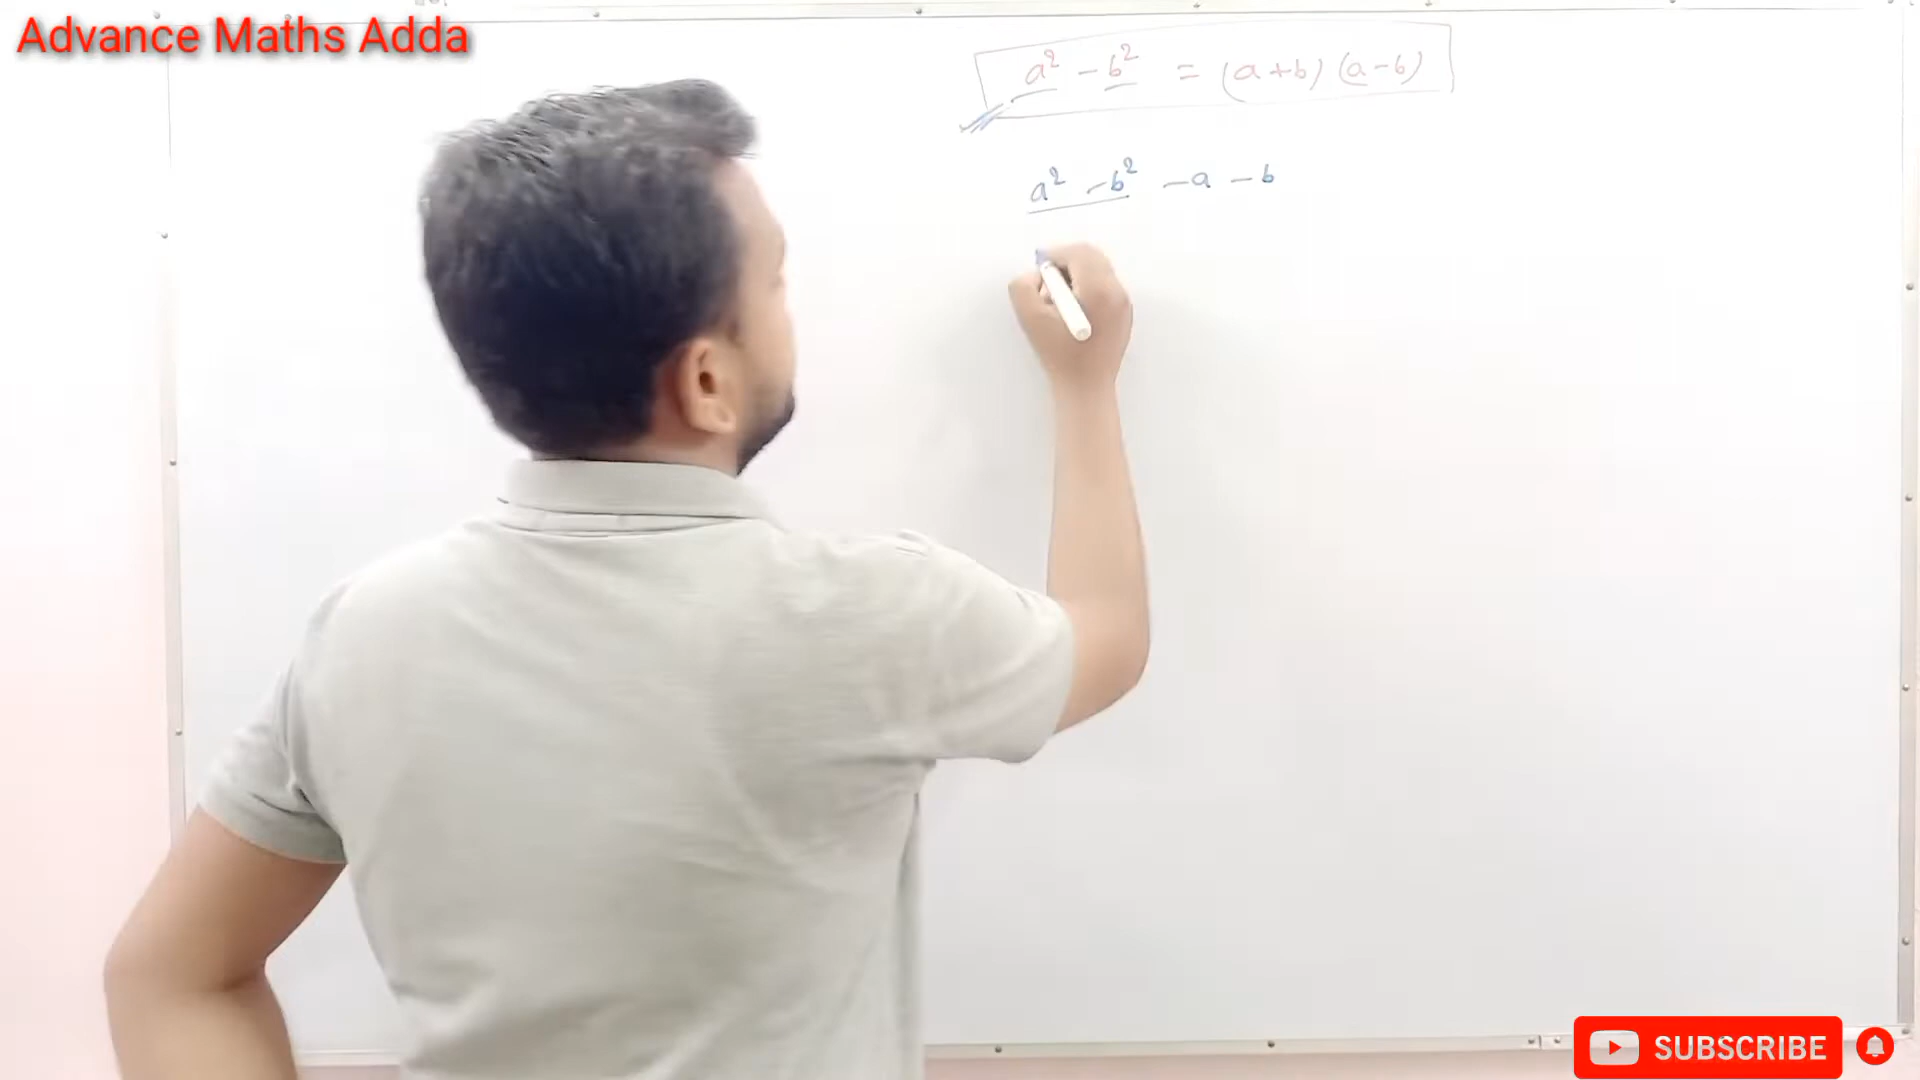 Advance Maths Adda
a² - b² = (a+b) (a-b)
a² - b² - a - b
SUBSCRIBE